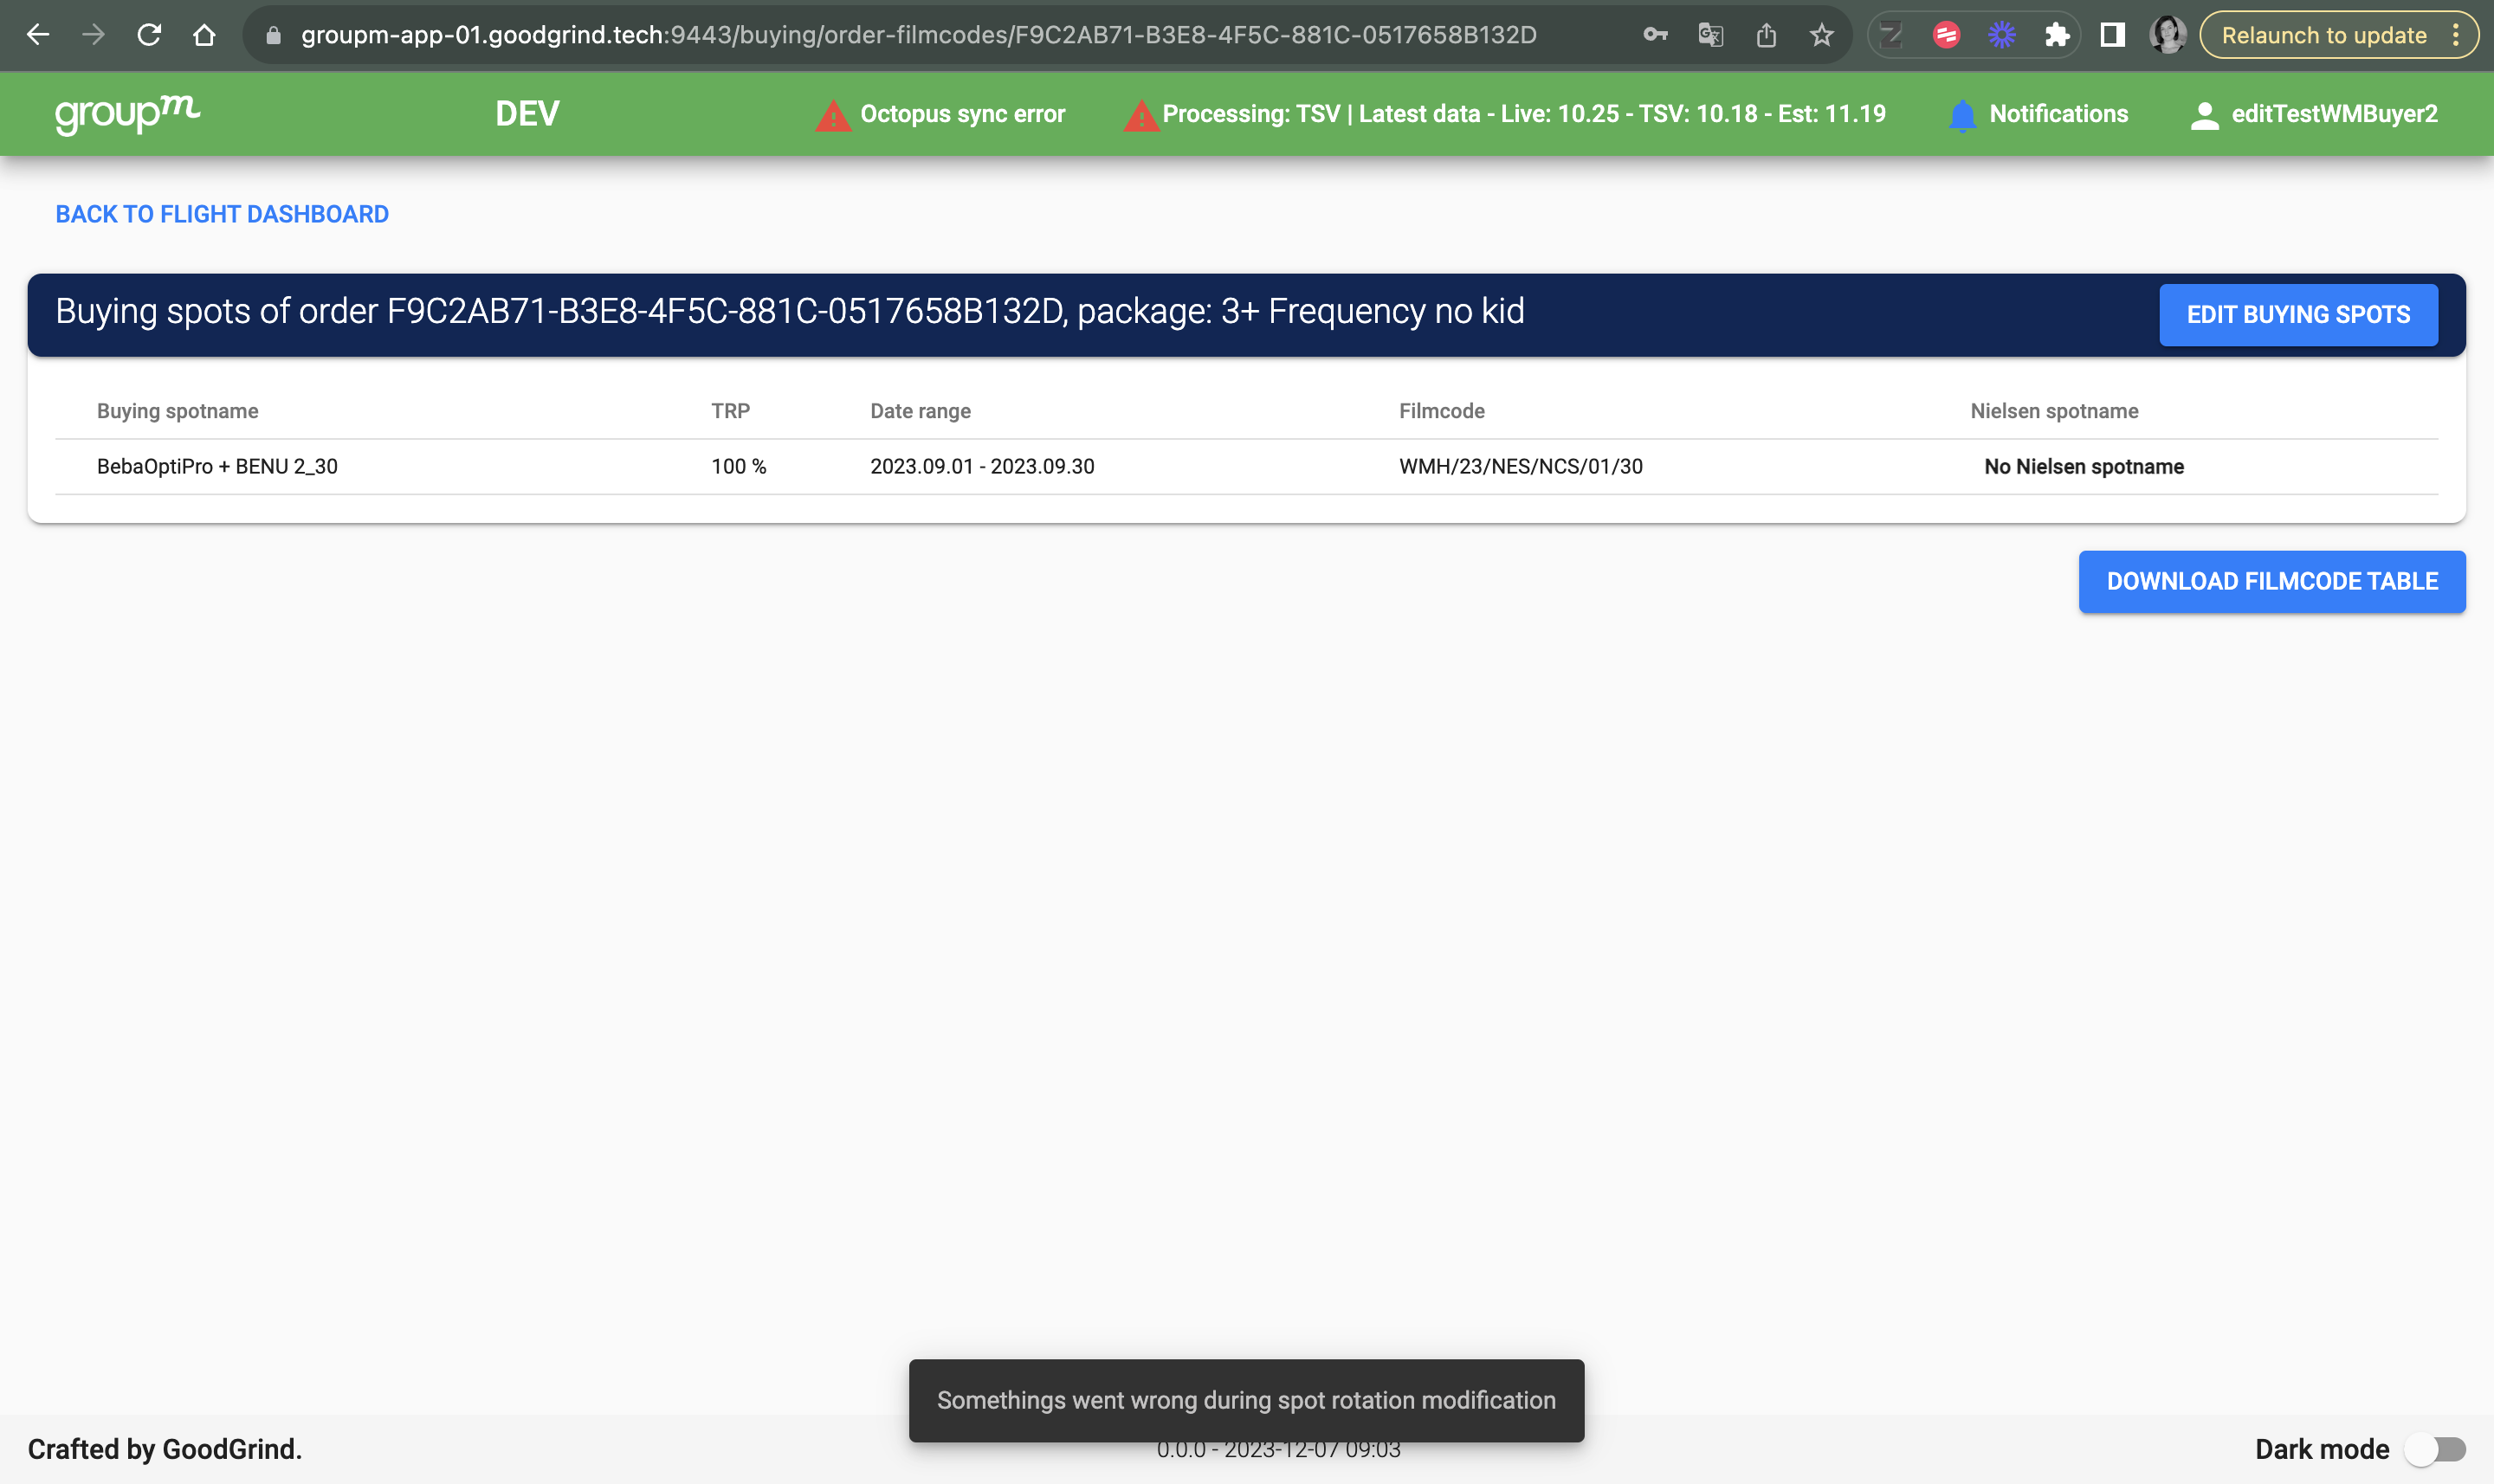 groupm-app-01.goodgrind.tech:9443/buying/order-filmcodes/F9C2AB71-B3E8-4F5C-881C-0517658B132D
Relaunch to update
groupm
DEV
Octopus sync error
Processing: TSV | Latest data - Live: 10.25 - TSV: 10.18 - Est: 11.19
Notifications
editTestWMBuyer2
BACK TO FLIGHT DASHBOARD
Buying spots of order F9C2AB71-B3E8-4F5C-881C-0517658B132D, package: 3+ Frequency no kid
EDIT BUYING SPOTS
Buying spotname TRP Date range Filmcode Nielsen spotname
BebaOptiPro + BENU 2_30 100 % 2023.09.01 - 2023.09.30 WMH/23/NES/NCS/01/30 No Nielsen spotname
DOWNLOAD FILMCODE TABLE
Somethings went wrong during spot rotation modification
Crafted by GoodGrind.
0.0.0 - 2023-12-07 09:03
Dark mode